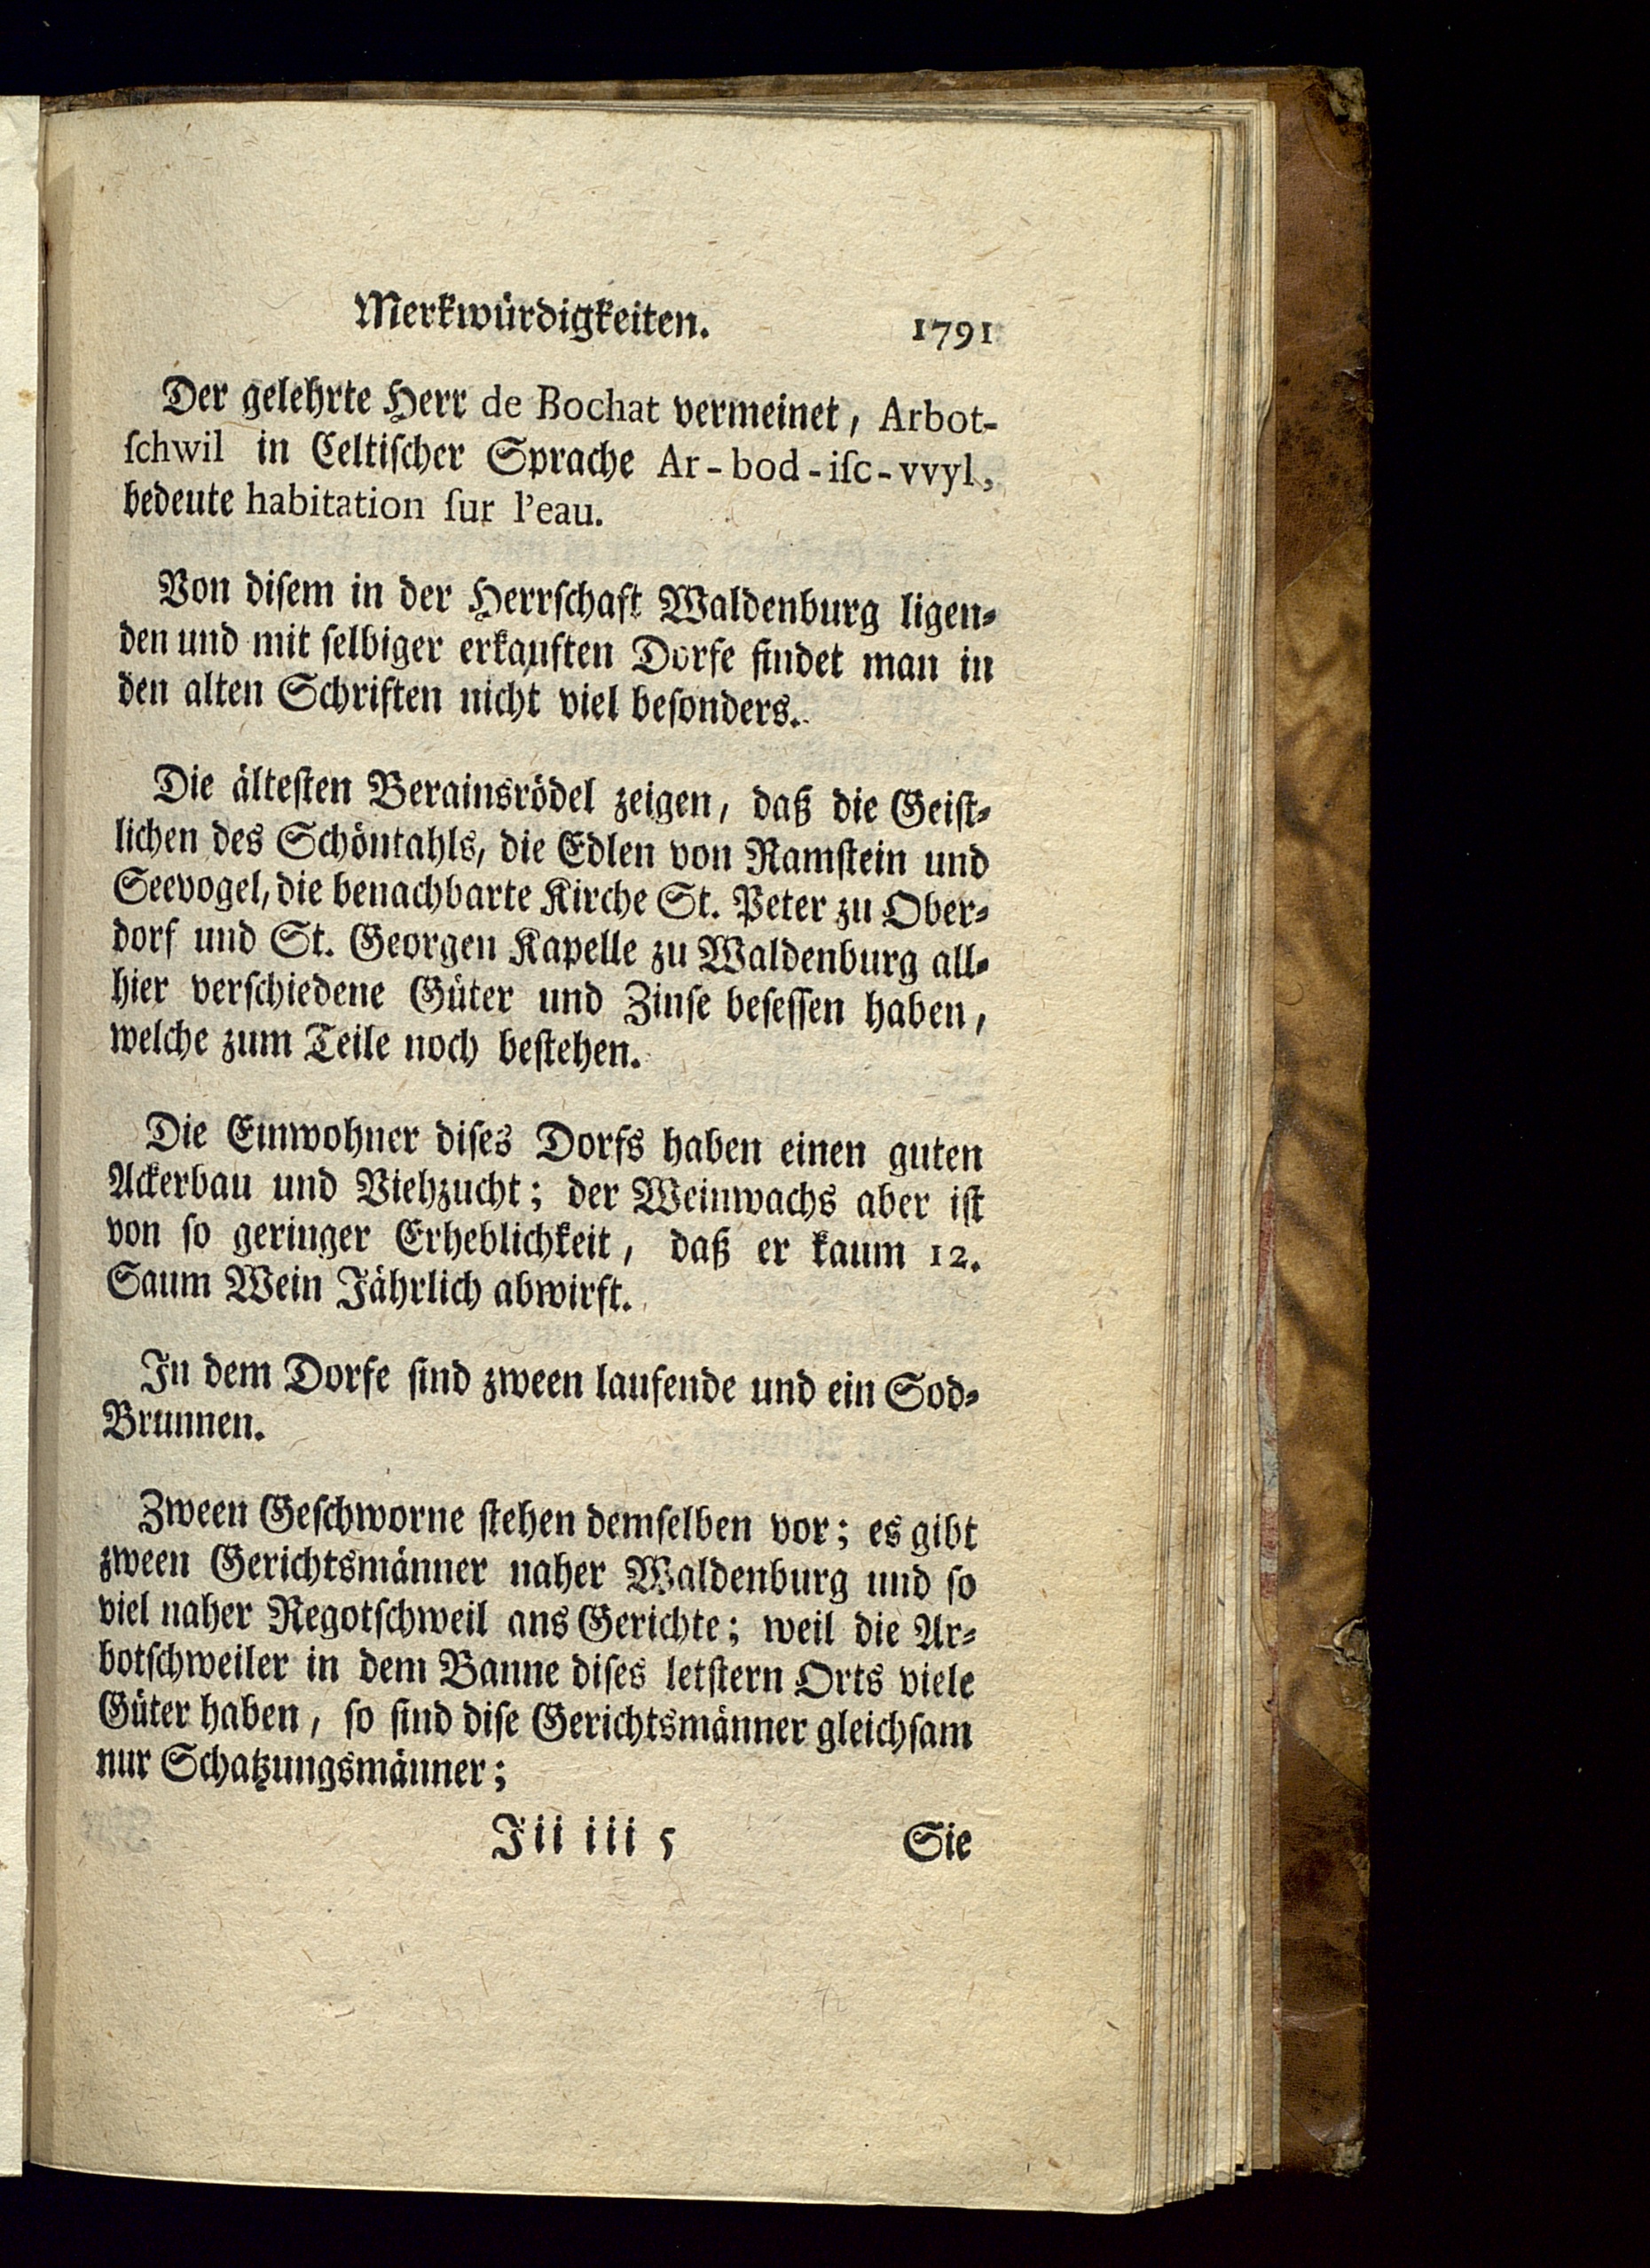 Merkwürdigkeiten. 1791
Der gelehrte Herr de Bochat vermeinet, Arbot-
ſchwil in Celtiſcher Sprache Ar-bod-iſc-vvyl,
bedeute habitation ſur l'eau.
Von diſem in der Herrſchaft Waldenburg ligen-
den und mit ſelbiger erkauften Dorfe findet man in
den alten Schriften nicht viel beſonders.
Die älteſten Berainsrödel zeigen, daß die Geiſt-
lichen des Schöntahls, die Edlen von Ramſtein und
Seevogel, die benachbarte Kirche St. Peter zu Ober-
dorf und St. Georgen Kapelle zu Waldenburg all-
hier verſchiedene Güter und Zinſe beſeſſen haben,
welche zum Teile noch beſtehen.
Die Einwohner diſes Dorfs haben einen guten
Ackerbau und Viehzucht; der Weinwachs aber iſt
von ſo geringer Erheblichkeit, daß er kaum 12.
Saum Wein Jährlich abwirft.
In dem Dorfe ſind zween laufende und ein Sod-
Brunnen.
Zween Geſchworne ſtehen demſelben vor; es gibt
zween Gerichtsmänner naher Waldenburg und ſo
viel naher Regotſchweil ans Gerichte; weil die Ar-
botſchweiler in dem Banne diſes letſtern Orts viele
Güter haben, ſo ſind diſe Gerichtsmänner gleichſam
nur Schatzungsmänner;
Jii iii 5 Sie